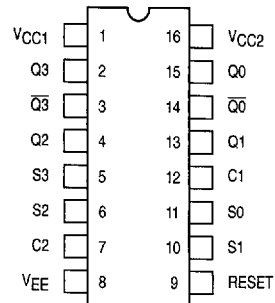 VCC1 1 16 VCC2
Q3 2 15 Q0
Q3 3 14 Q0
Q2 4 13 Q1
S3 5 12 C1
S2 6 11 S0
C2 7 10 S1
VEE 8 9 RESET